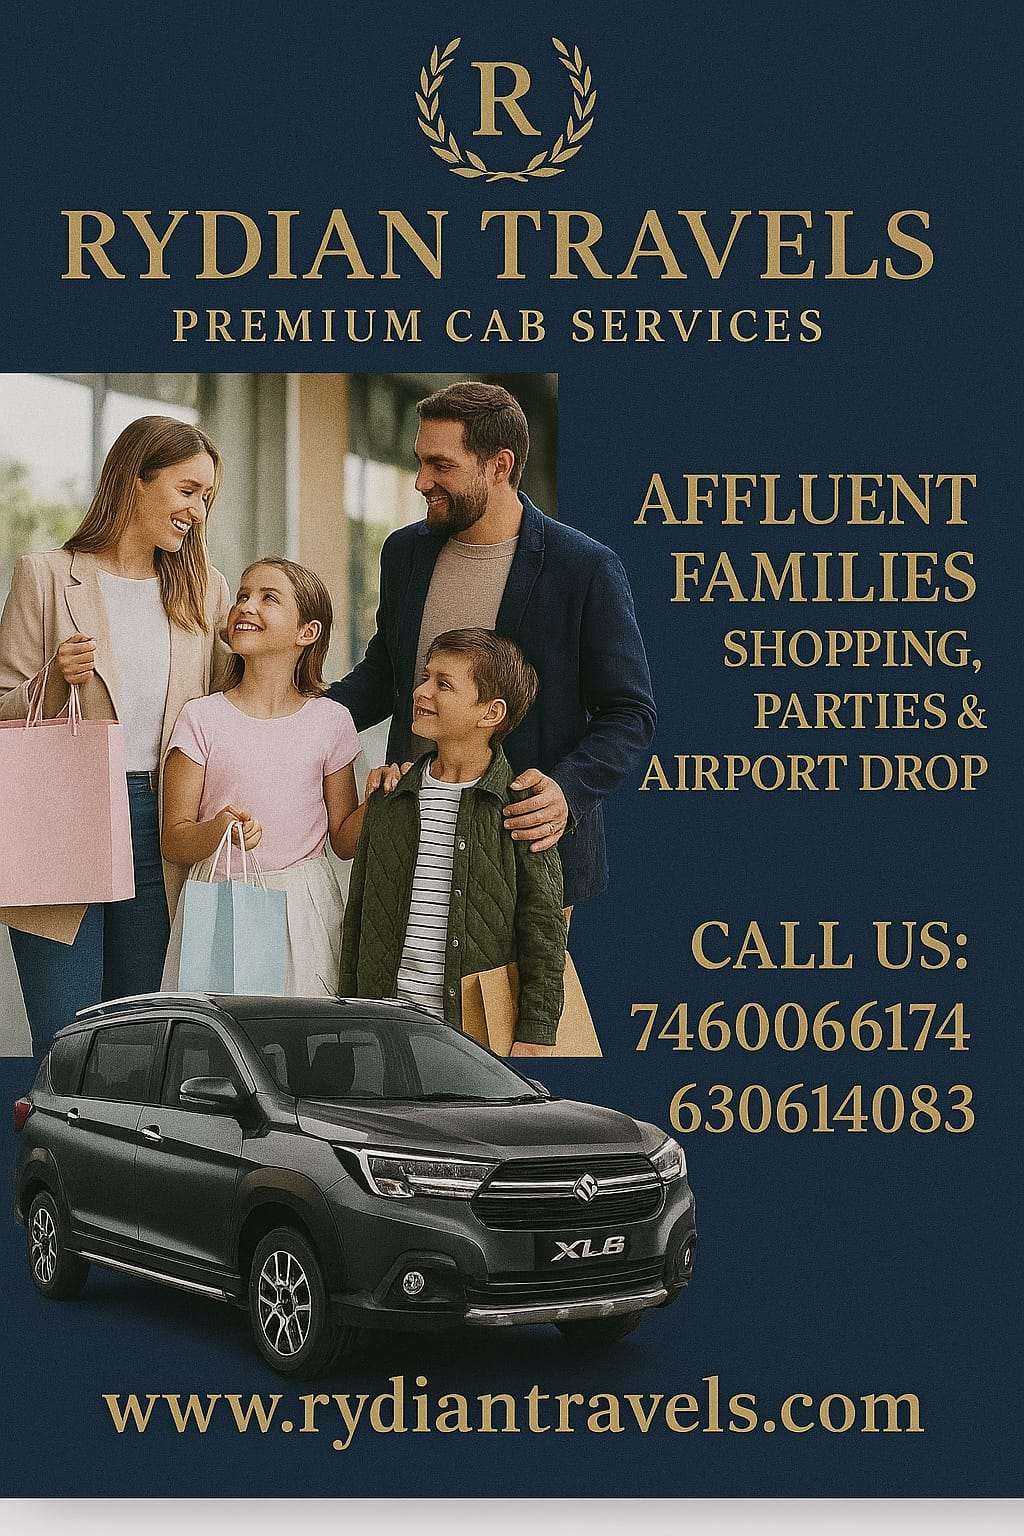 R
RYDIAN TRAVELS
PREMIUM CAB SERVICES
AFFLUENT
FAMILIES
SHOPPING,
PARTIES &
AIRPORT DROP
CALL US:
7460066174
630614083
XL6
www.rydiantravels.com